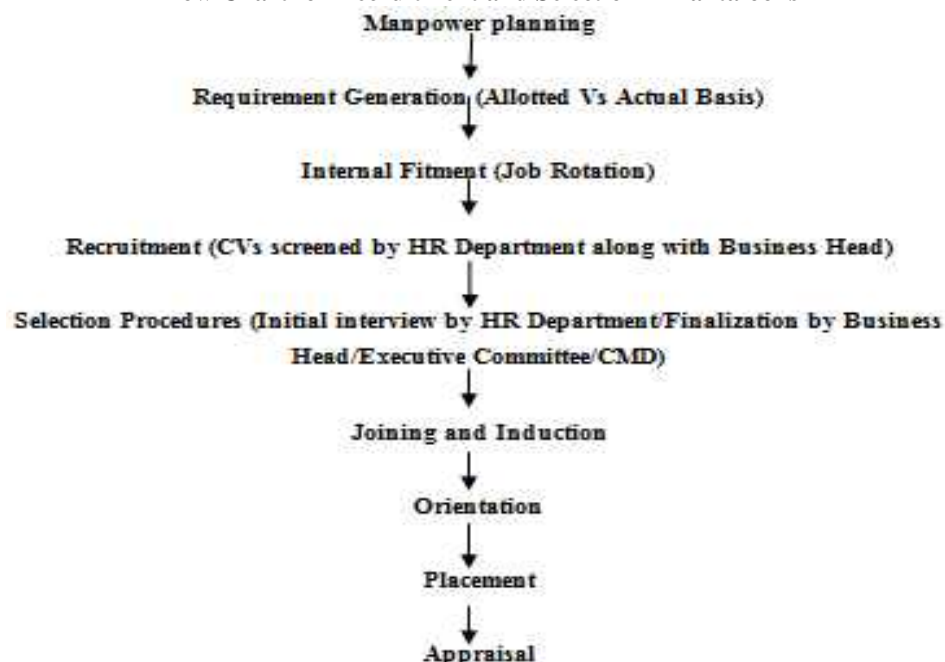 Manpower planning
Requirement Generation (Allotted Vs Actual Basis)
Internal Fitment (Job Rotation)
Recruitment (CVs screened by HR Department along with Business Head)
Selection Procedures (Initial interview by HR Department/Finalization by Business
Head/Executive Committee/CMD)
Joining and Induction
Orientation
Placement
Appraisal